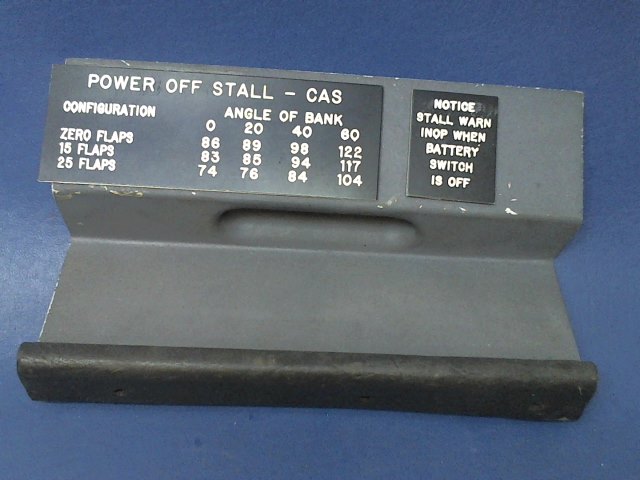 POWER OFF STALL - CAS
CONFIGURATION ANGLE OF BANK
0 20 40 60
ZERO FLAPS 86 89 98 122
15 FLAPS 83 85 94 117
25 FLAPS 74 76 84 104
NOTICE
STALL WARN
INOP WHEN
BATTERY
SWITCH
IS OFF